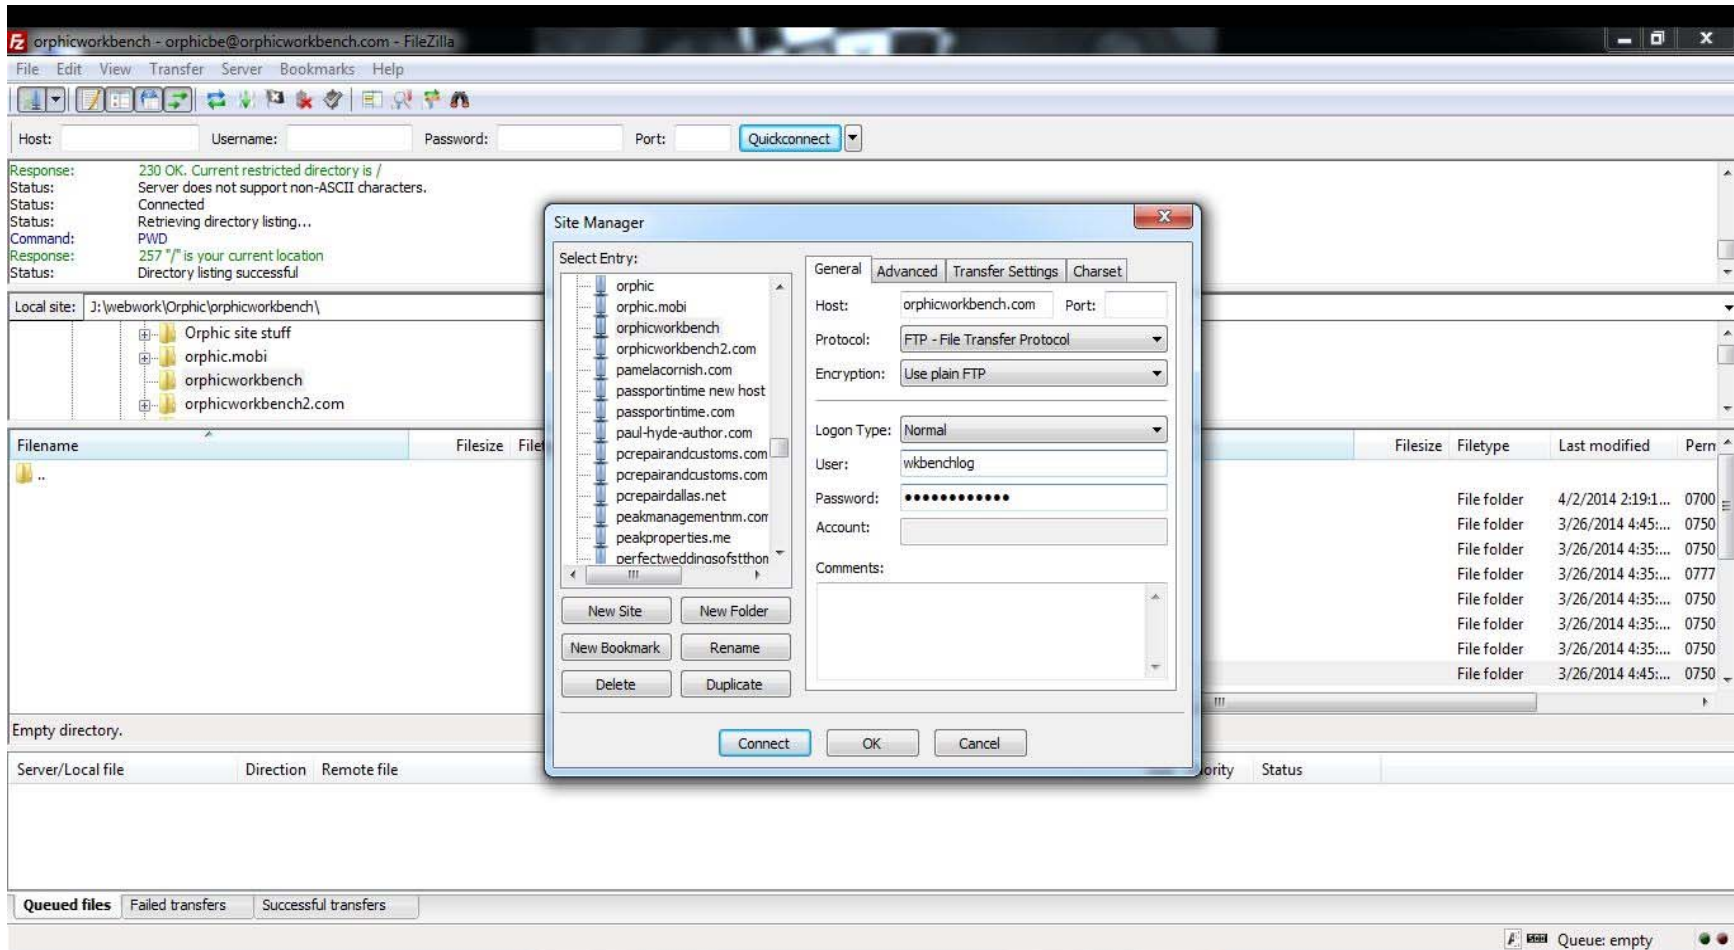 orphicworkbench - orphicbe@orphicworkbench.com - FileZilla
File Edit View Transfer Server Bookmarks Help
Host: Username: Password: Port: Quickconnect
Response: 230 OK. Current restricted directory is /
Status: Server does not support non-ASCII characters.
Status: Connected
Status: Retrieving directory listing...
Command: PWD
Response: 257 "/" is your current location
Status: Directory listing successful
Local site: J:\webwork\Orphic\orphicworkbench\
Orphic site stuff
orphic.mobi
orphicworkbench
orphicworkbench2.com
Filename Filesize Filet
..
Empty directory.
Site Manager
Select Entry:
orphic
orphic.mobi
orphicworkbench
orphicworkbench2.com
pamelacornish.com
passportintime new host
passportintime.com
paul-hyde-author.com
pcrepairandcustoms.com
pcrepairandcustoms.com
pcrepairdallas.net
peakmanagementnm.com
peakproperties.me
perfectweddingsofstthon
New Site New Folder
New Bookmark Rename
Delete Duplicate
General Advanced Transfer Settings Charset
Host: orphicworkbench.com Port:
Protocol: FTP - File Transfer Protocol
Encryption: Use plain FTP
Logon Type: Normal
User: wkbenchlog
Password: ●●●●●●●●●●●●
Account:
Comments:
Connect OK Cancel
Filesize Filetype Last modified Perm
File folder 4/2/2014 2:19:1... 0700
File folder 3/26/2014 4:45:... 0750
File folder 3/26/2014 4:35:... 0750
File folder 3/26/2014 4:35:... 0777
File folder 3/26/2014 4:35:... 0750
File folder 3/26/2014 4:35:... 0750
File folder 3/26/2014 4:35:... 0750
File folder 3/26/2014 4:45:... 0750
Server/Local file Direction Remote file ority Status
Queued files Failed transfers Successful transfers
Queue: empty